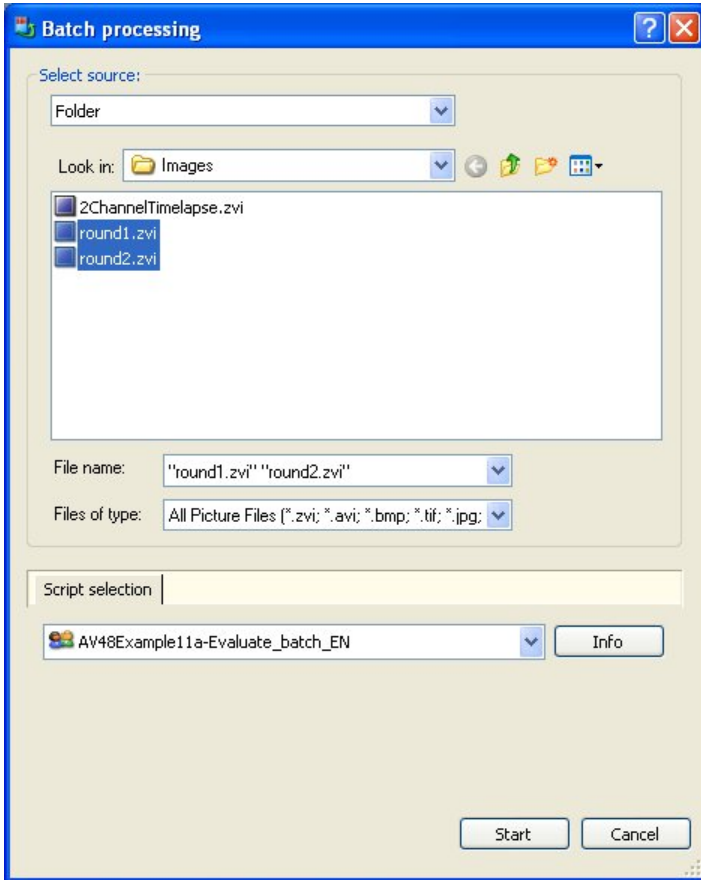 Batch processing
Select source:
Folder
Look in: Images
2ChannelTimelapse.zvi
round1.zvi
round2.zvi
File name: "round1.zvi" "round2.zvi"
Files of type: All Picture Files (*.zvi; *.avi; *.bmp; *.tif; *.jpg;
Script selection
AV48Example11a-Evaluate_batch_EN Info
Start Cancel